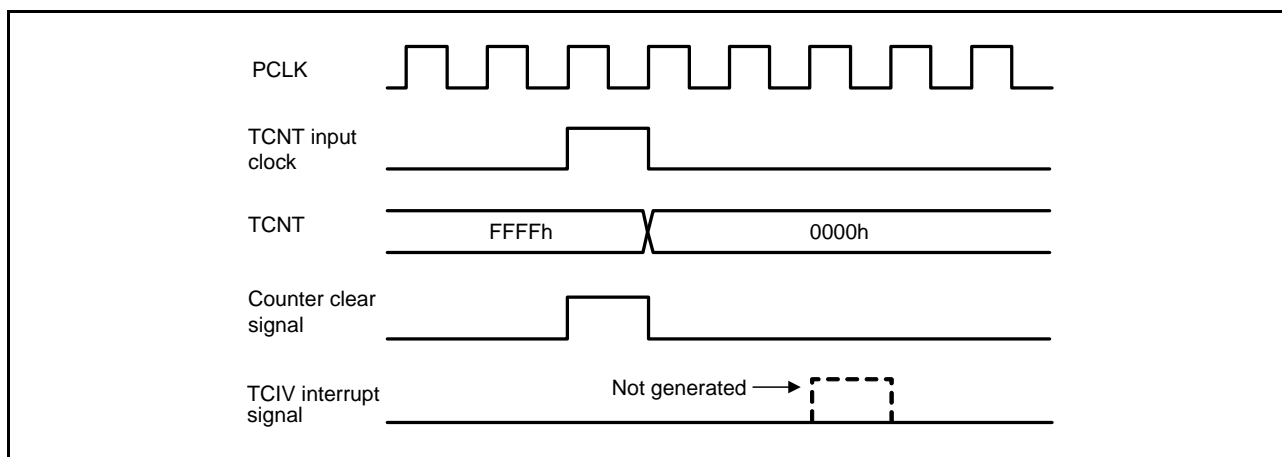 PCLK
TCNT input
clock
TCNT
FFFFh
0000h
Counter clear
signal
TCIV interrupt
signal
Not generated